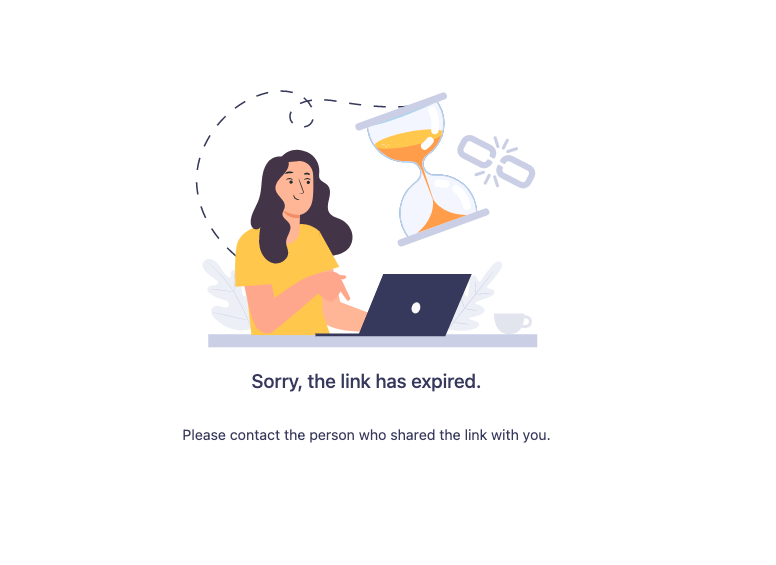 Sorry, the link has expired.
Please contact the person who shared the link with you.